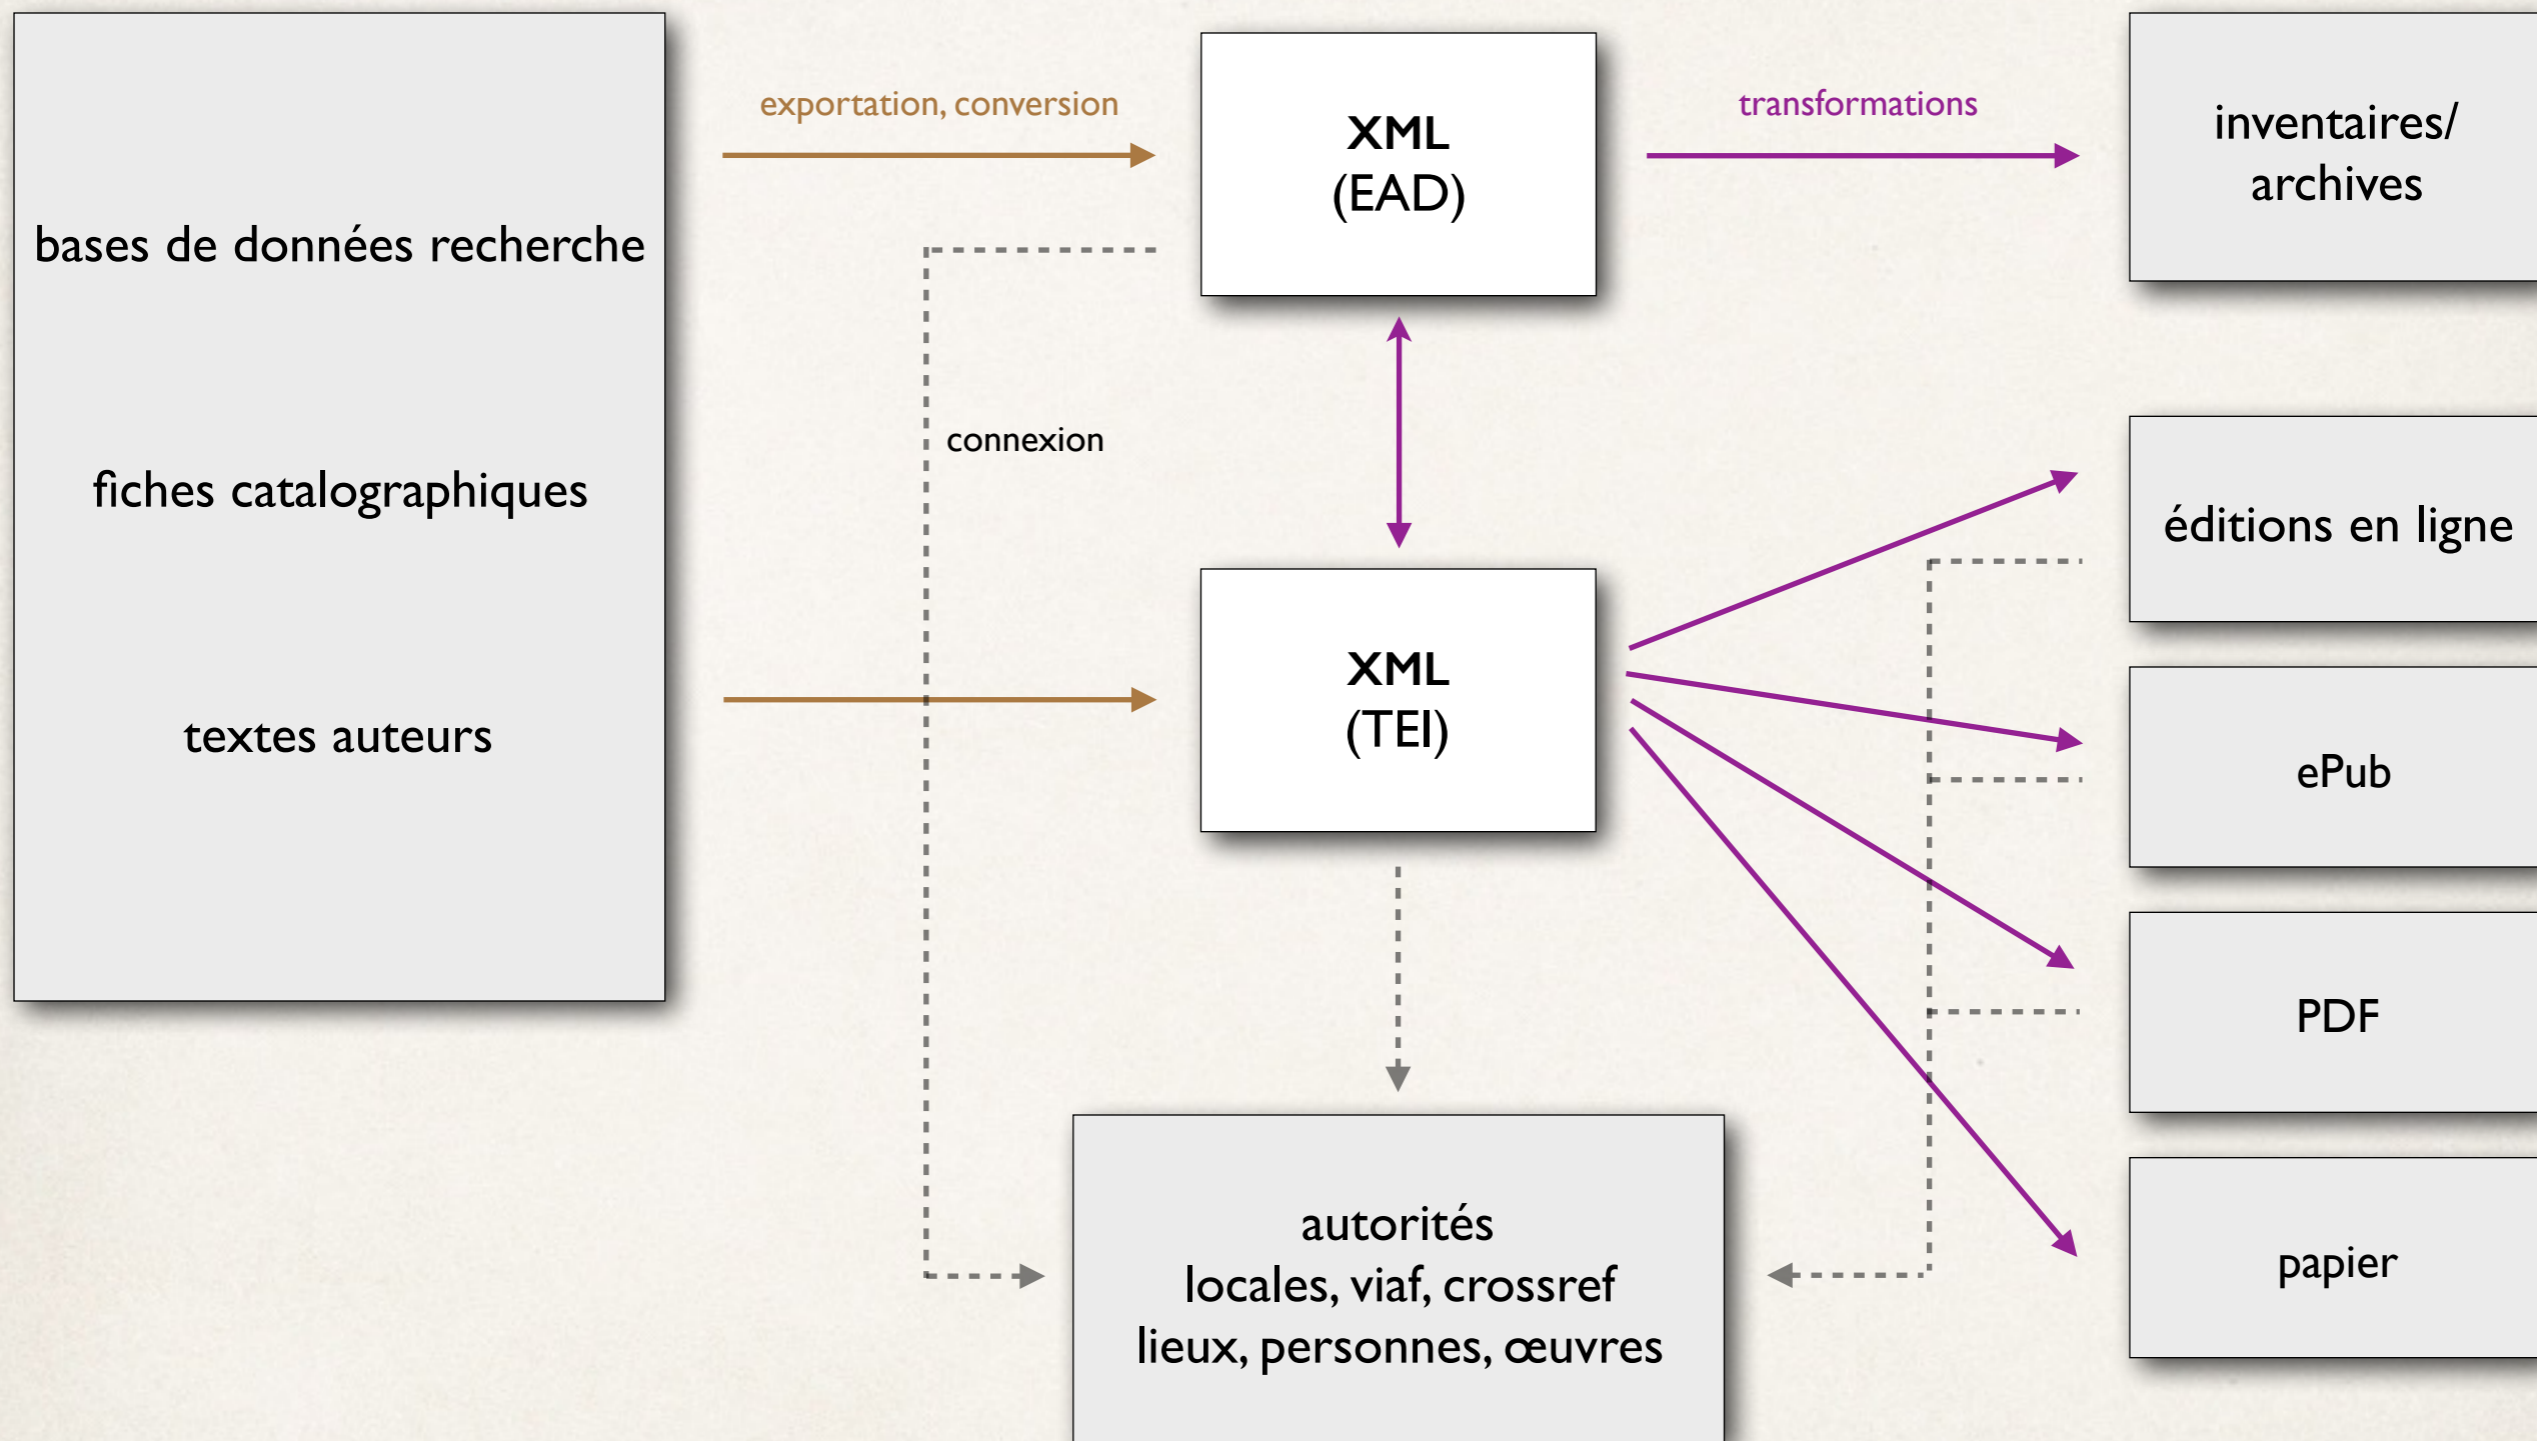 bases de données recherche
fiches catalographiques
textes auteurs
exportation, conversion
connexion
XML
(EAD)
XML
(TEI)
autorités
locales, viaf, crossref
lieux, personnes, œuvres
transformations
inventaires/
archives
éditions en ligne
ePub
PDF
papier